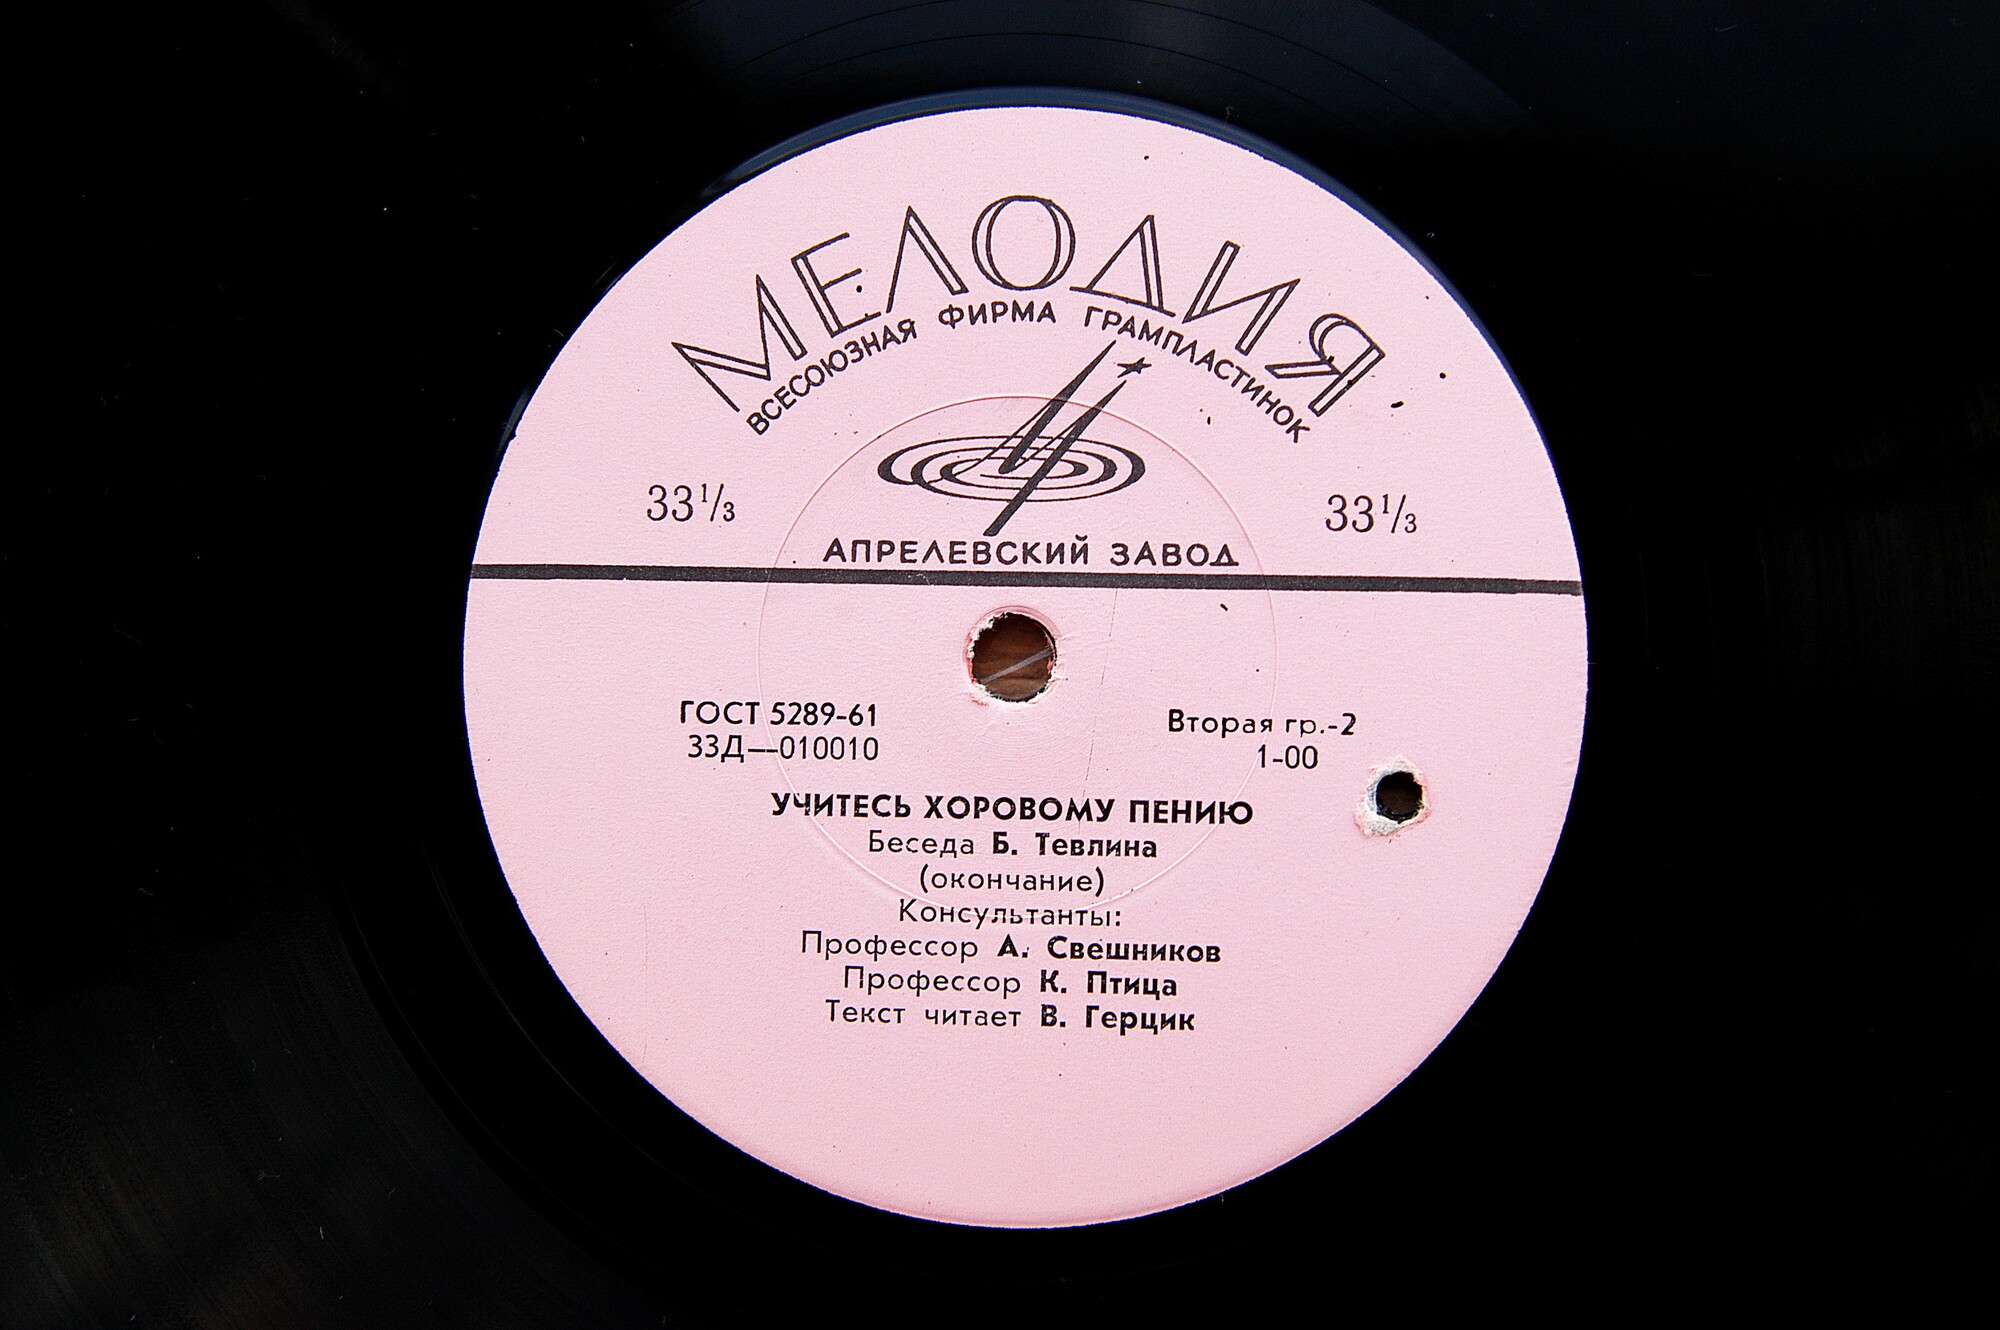 МЕЛОДИЯ
ВСЕСОЮЗНАЯ ФИРМА ГРАМПЛАСТИНОК
33⅓ 33⅓
АПРЕЛЕВСКИЙ ЗАВОД
ГОСТ 5289-61 Вторая гр.-2
33Д—010010 1-00
УЧИТЕСЬ ХОРОВОМУ ПЕНИЮ
Беседа Б. Тевлина
(окончание)
Консультанты:
Профессор А. Свешников
Профессор К. Птица
Текст читает В. Герцик